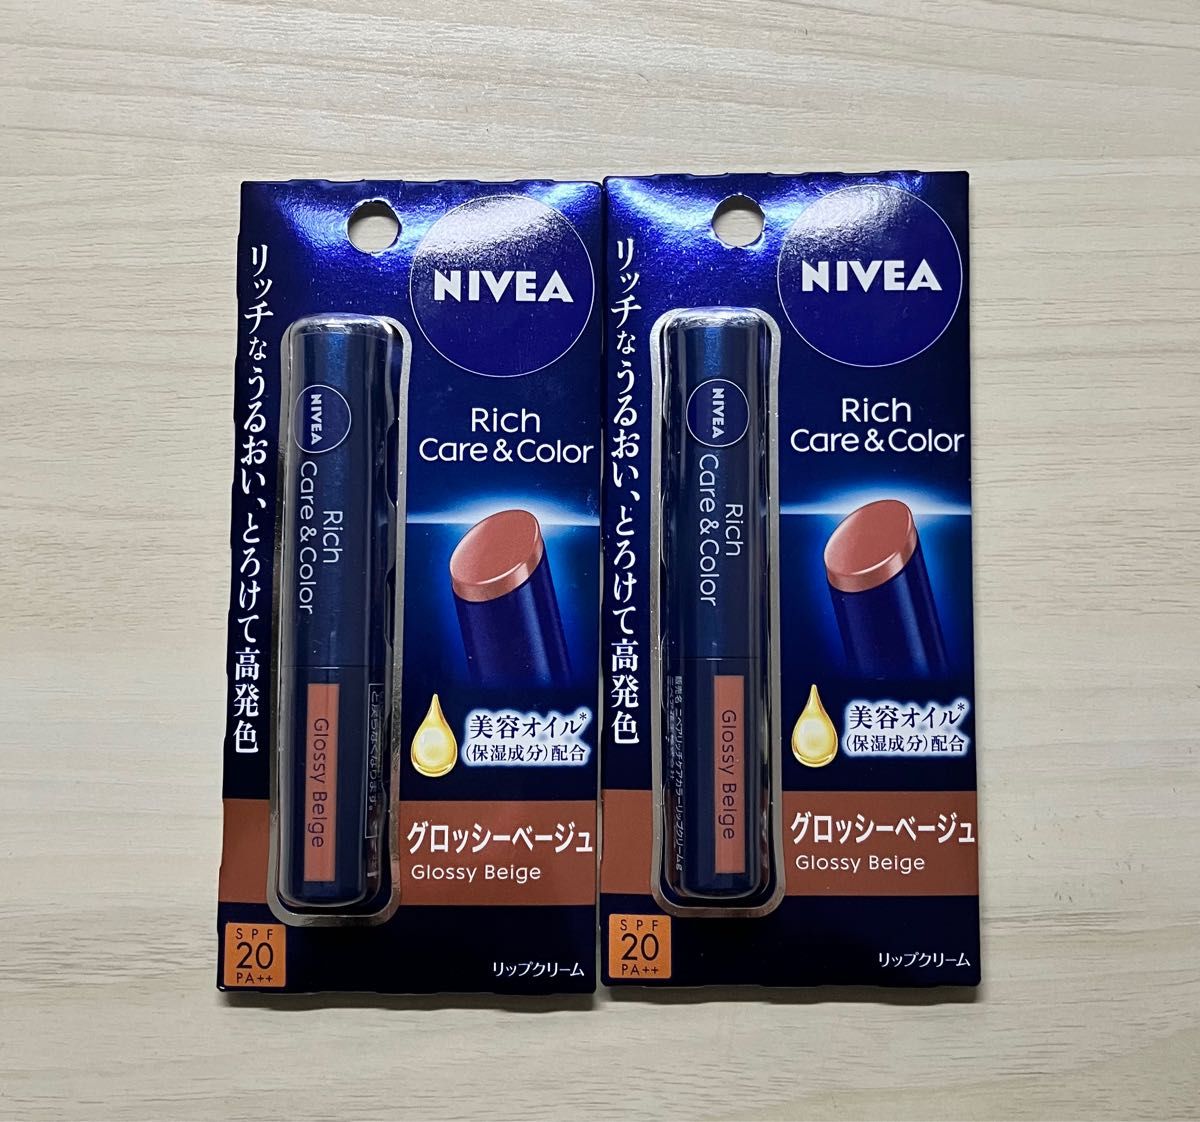 リッチなうるおい、とろけて高発色
NIVEA
Rich
Care & Color
NIVEA
Rich
Care & Color
Glossy Beige
美容オイル*
(保湿成分)配合
グロッシーベージュ
Glossy Beige
SPF
20
PA++
リップクリーム
リッチなうるおい、とろけて高発色
NIVEA
Rich
Care & Color
NIVEA
Rich
Care & Color
Glossy Beige
美容オイル*
(保湿成分)配合
グロッシーベージュ
Glossy Beige
SPF
20
PA++
リップクリーム